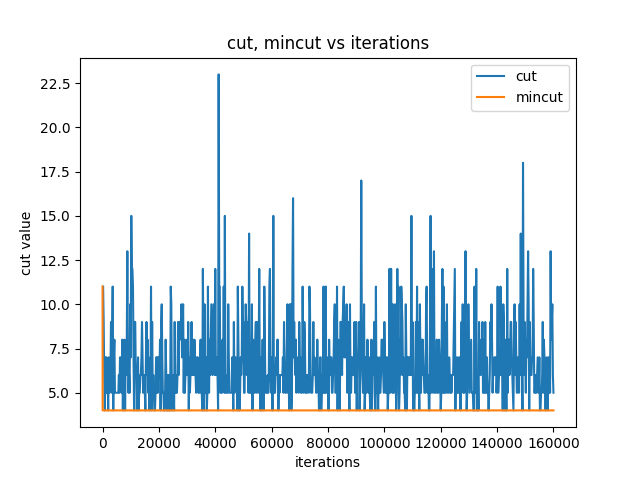 cut, mincut vs iterations
cut
mincut
22.5
20.0
17.5
15.0
12.5
10.0
7.5
5.0
cut value
0 20000 40000 60000 80000 100000 120000 140000 160000
iterations